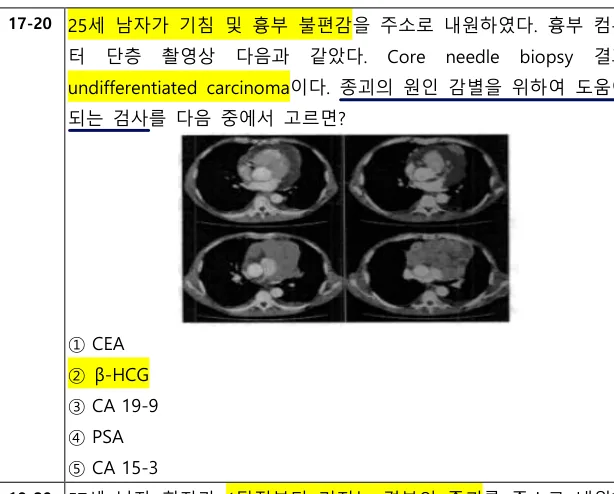 17-20
25세 남자가 기침 및 흉부 불편감을 주소로 내원하였다. 흉부
터 단층 촬영상 다음과 같았다. Core needle biopsy
undifferentiated carcinoma이다. 종괴의 원인 감별을 위하여
되는 검사를 다음 중에서 고르면?
① CEA
② β-HCG
③ CA 19-9
④ PSA
⑤ CA 15-3